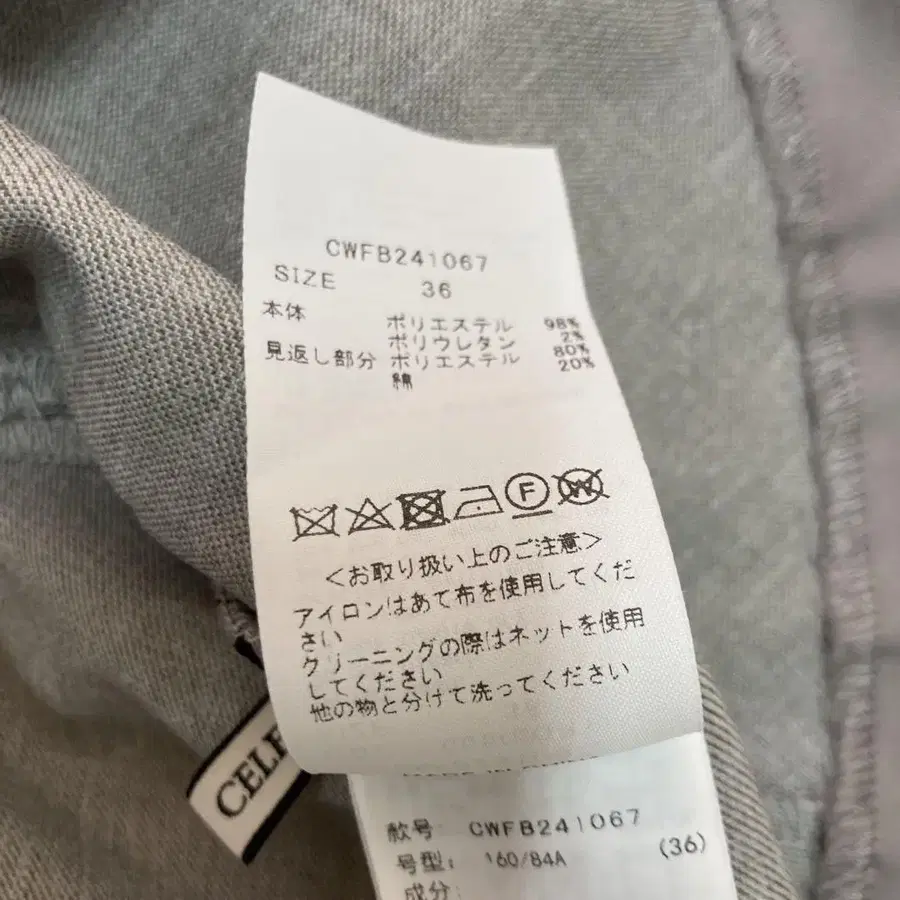 CWFB241067
SIZE 36
本体 ポリエステル 98%
ポリウレタン 2%
見返し部分 ポリエステル 80%
綿 20%
F
W
<お取り扱い上のご注意>
アイロンはあて布を使用してくだ
さい
クリーニングの際はネットを使用
してください
他の物と分けて洗ってください
款号 CWFB241067
号型: 160/84A (36)
成分: